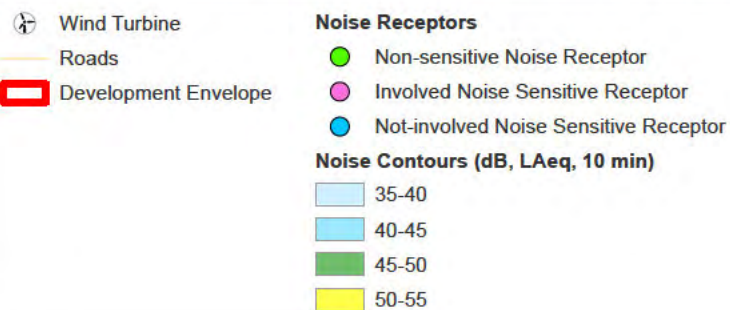 Wind Turbine
Roads
Development Envelope
Noise Receptors
Non-sensitive Noise Receptor
Involved Noise Sensitive Receptor
Not-involved Noise Sensitive Receptor
Noise Contours (dB, LAeq, 10 min)
35-40
40-45
45-50
50-55